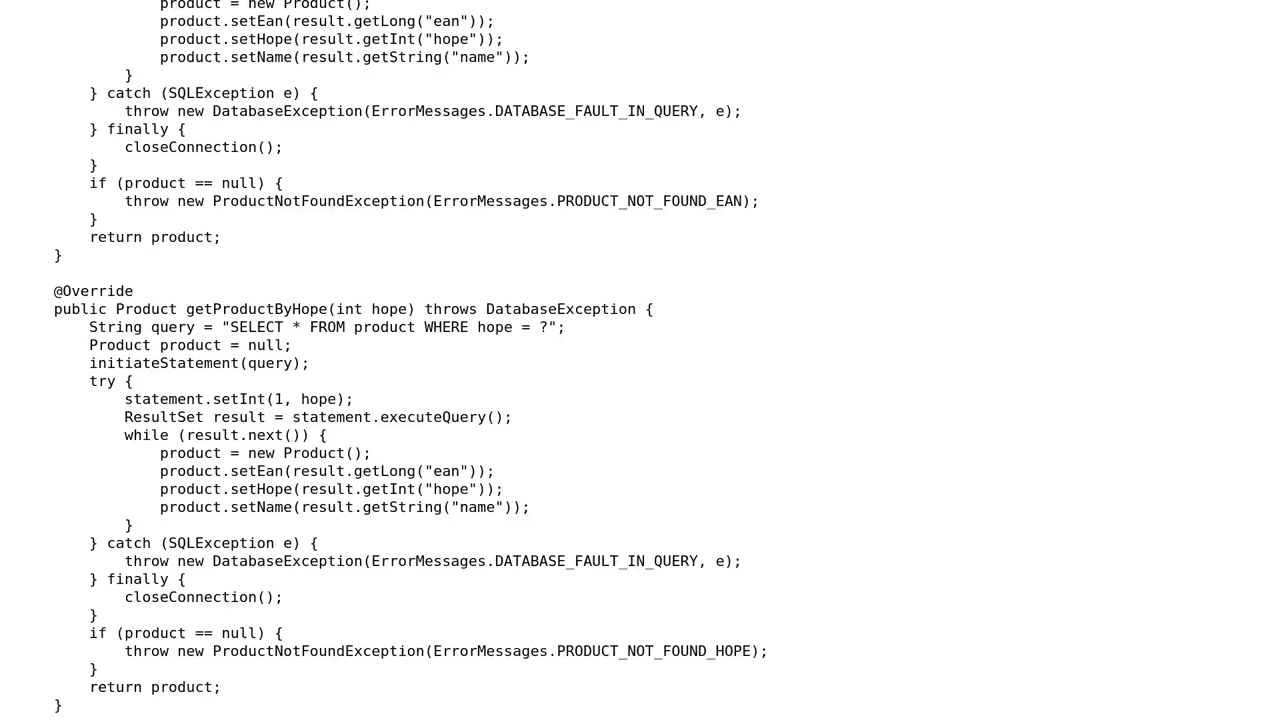 product = new Product();
            product.setEan(result.getLong("ean"));
            product.setHope(result.getInt("hope"));
            product.setName(result.getString("name"));
        }
    } catch (SQLException e) {
        throw new DatabaseException(ErrorMessages.DATABASE_FAULT_IN_QUERY, e);
    } finally {
        closeConnection();
    }
    if (product == null) {
        throw new ProductNotFoundException(ErrorMessages.PRODUCT_NOT_FOUND_EAN);
    }
    return product;
}

@Override
public Product getProductByHope(int hope) throws DatabaseException {
    String query = "SELECT * FROM product WHERE hope = ?";
    Product product = null;
    initiateStatement(query);
    try {
        statement.setInt(1, hope);
        ResultSet result = statement.executeQuery();
        while (result.next()) {
            product = new Product();
            product.setEan(result.getLong("ean"));
            product.setHope(result.getInt("hope"));
            product.setName(result.getString("name"));
        }
    } catch (SQLException e) {
        throw new DatabaseException(ErrorMessages.DATABASE_FAULT_IN_QUERY, e);
    } finally {
        closeConnection();
    }
    if (product == null) {
        throw new ProductNotFoundException(ErrorMessages.PRODUCT_NOT_FOUND_HOPE);
    }
    return product;
}